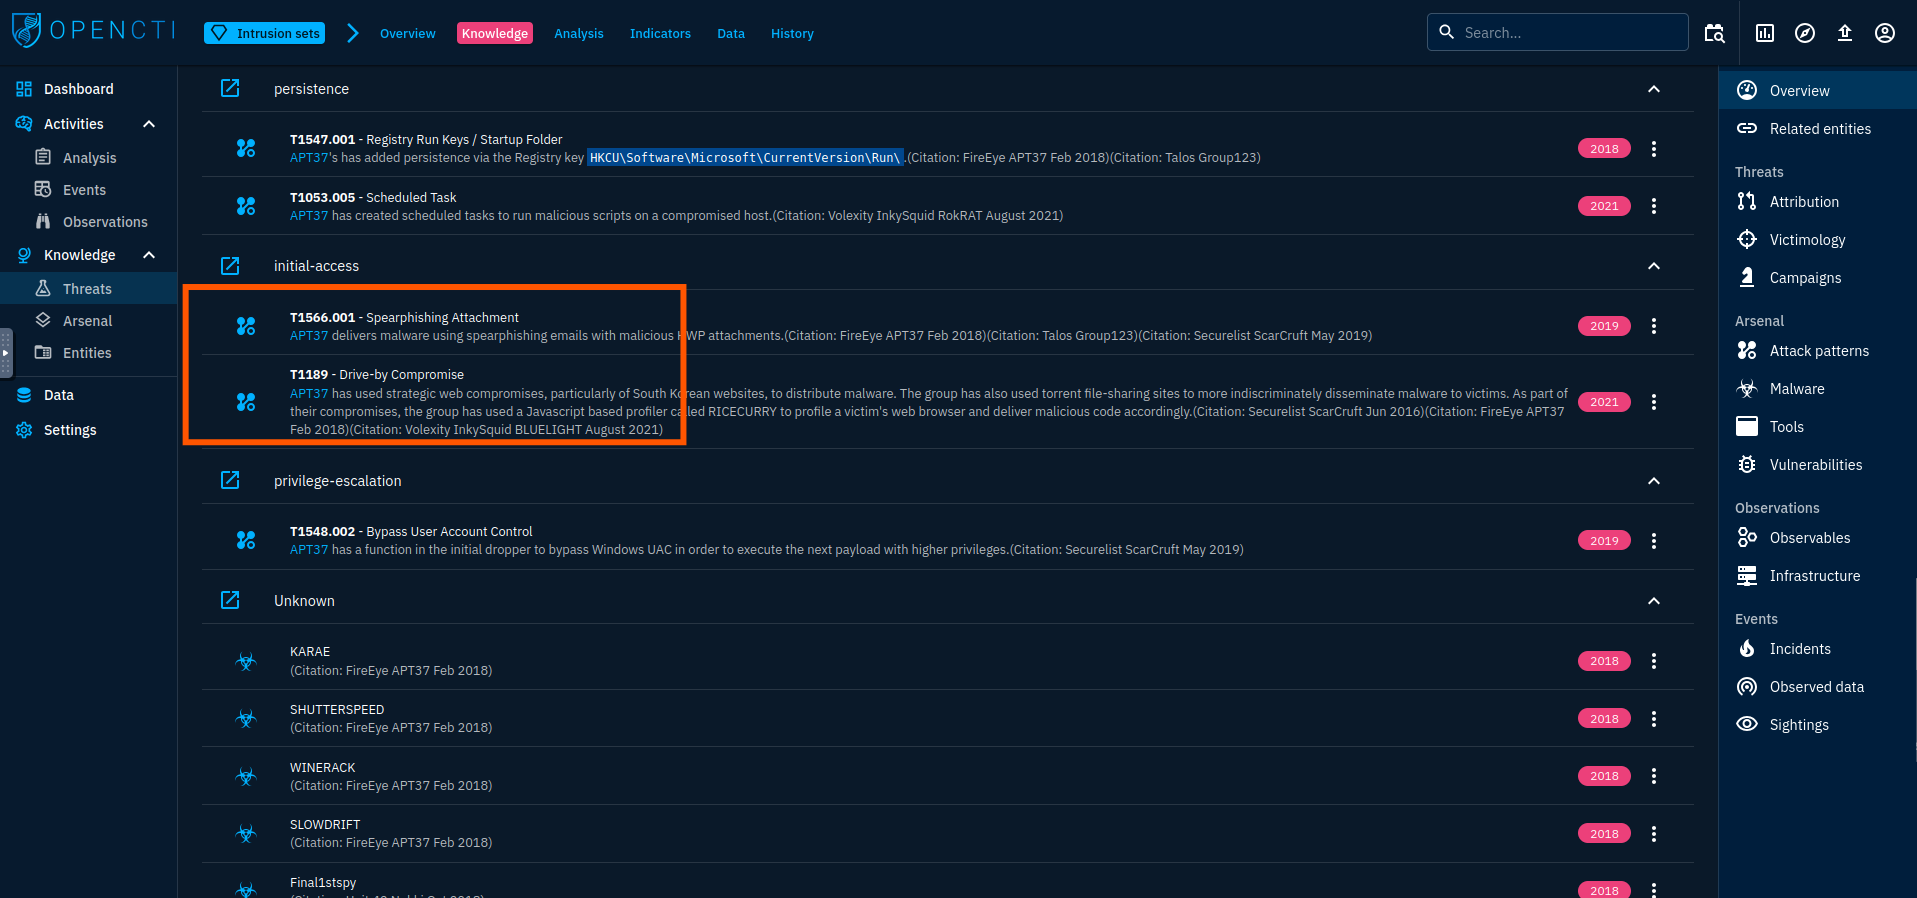 OPENCTI
Intrusion sets
Overview
Knowledge
Analysis
Indicators
Data
History
Search...
Dashboard
Activities
Analysis
Events
Observations
Knowledge
Threats
Arsenal
Entities
Data
Settings
persistence
T1547.001 - Registry Run Keys / Startup Folder
APT37's has added persistence via the Registry key HKCU\Software\Microsoft\CurrentVersion\Run\.(Citation: FireEye APT37 Feb 2018)(Citation: Talos Group123)
2018
T1053.005 - Scheduled Task
APT37 has created scheduled tasks to run malicious scripts on a compromised host.(Citation: Volexity InkySquid RokRAT August 2021)
2021
initial-access
T1566.001 - Spearphishing Attachment
APT37 delivers malware using spearphishing emails with malicious HWP attachments.(Citation: FireEye APT37 Feb 2018)(Citation: Talos Group123)(Citation: Securelist ScarCruft May 2019)
2019
T1189 - Drive-by Compromise
APT37 has used strategic web compromises, particularly of South Korean websites, to distribute malware. The group has also used torrent file-sharing sites to more indiscriminately disseminate malware to victims. As part of
their compromises, the group has used a Javascript based profiler called RICECURRY to profile a victim's web browser and deliver malicious code accordingly.(Citation: Securelist ScarCruft Jun 2016)(Citation: FireEye APT37
Feb 2018)(Citation: Volexity InkySquid BLUELIGHT August 2021)
2021
privilege-escalation
T1548.002 - Bypass User Account Control
APT37 has a function in the initial dropper to bypass Windows UAC in order to execute the next payload with higher privileges.(Citation: Securelist ScarCruft May 2019)
2019
Unknown
KARAE
(Citation: FireEye APT37 Feb 2018)
2018
SHUTTERSPEED
(Citation: FireEye APT37 Feb 2018)
2018
WINERACK
(Citation: FireEye APT37 Feb 2018)
2018
SLOWDRIFT
(Citation: FireEye APT37 Feb 2018)
2018
Final1stspy
2018
Overview
Related entities
Threats
Attribution
Victimology
Campaigns
Arsenal
Attack patterns
Malware
Tools
Vulnerabilities
Observations
Observables
Infrastructure
Events
Incidents
Observed data
Sightings